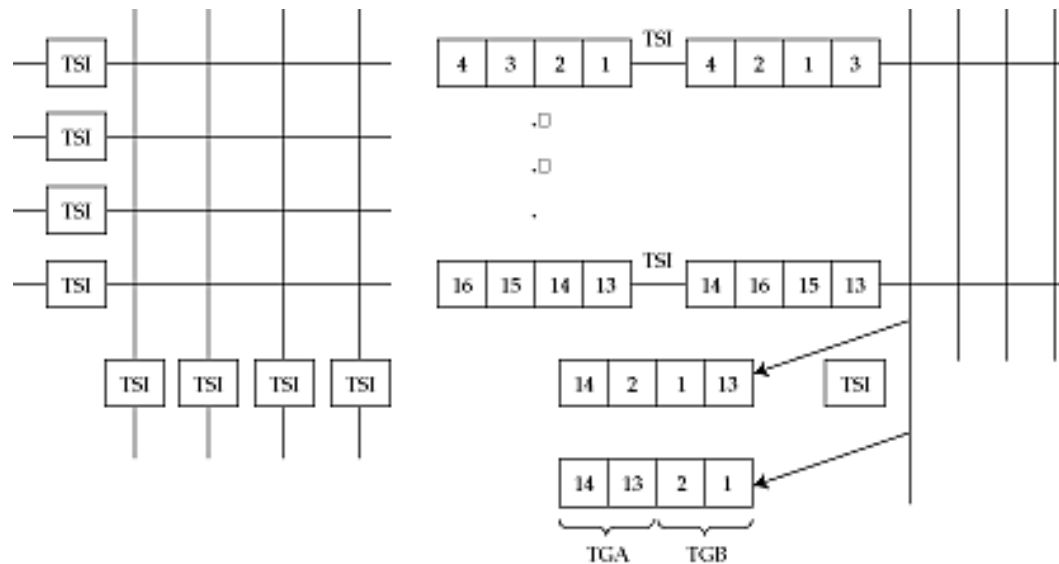 TSI
TSI
TSI
TSI
TSI TSI TSI TSI
TSI
4 3 2 1 4 2 1 3
TSI
16 15 14 13 14 16 15 13
14 2 1 13 TSI
14 13 2 1
TGA TGB